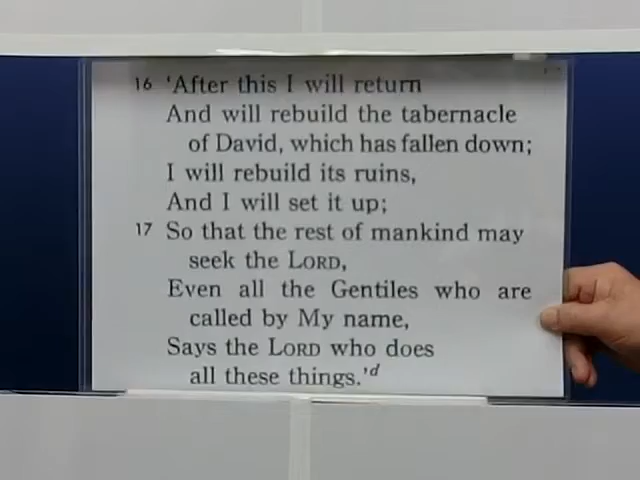 16 'After this I will return
And will rebuild the tabernacle
of David, which has fallen down;
I will rebuild its ruins,
And I will set it up;
17 So that the rest of mankind may
seek the LORD,
Even all the Gentiles who are
called by My name,
Says the LORD who does
all these things.'d